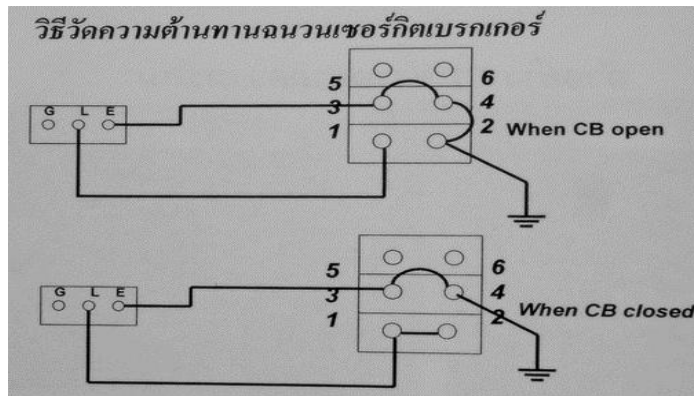 วิธีวัดความต้านทานฉนวนเซอร์กิตเบรกเกอร์
5 6
G L E 3 4
1 2 When CB open
5 6
G L E 3 4
1 2 When CB closed